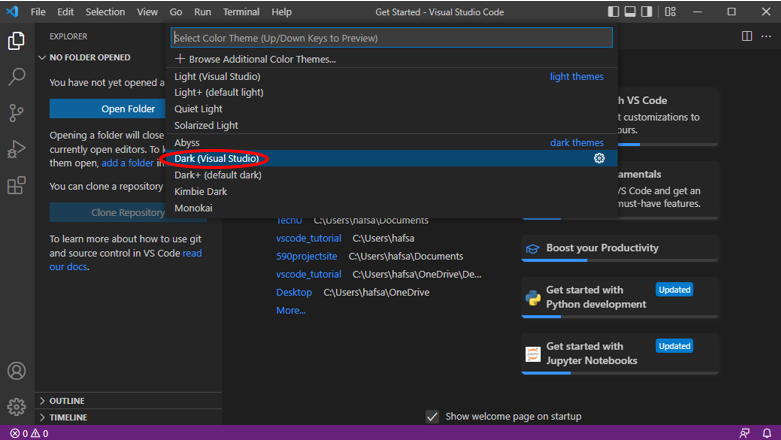 File Edit Selection View Go Run Terminal Help Get Started - Visual Studio Code
EXPLORER
NO FOLDER OPENED
You have not yet opened a
Open Folder
Opening a folder will close
currently open editors. To k
them open, add a folder in
You can clone a repository
Clone Repository
To learn more about how to use git
and source control in VS Code read
our docs.
OUTLINE
TIMELINE
Select Color Theme (Up/Down Keys to Preview)
Browse Additional Color Themes...
Light (Visual Studio) light themes
Light+ (default light)
Quiet Light
Solarized Light
Abyss dark themes
Dark (Visual Studio)
Dark+ (default dark)
Kimbie Dark
Monokai
TechU C:\Users\hafsa\Documents
vscode_tutorial C:\Users\hafsa
590projectsite C:\Users\hafsa\Documents
vscode_tutorial C:\Users\hafsa\OneDrive\De...
Desktop C:\Users\hafsa\OneDrive
More...
h VS Code
t customizations to
ours.
amentals
VS Code and get an
must-have features.
Boost your Productivity
Get started with Updated
Python development
Get started with Updated
Jupyter Notebooks
Show welcome page on startup
0 0